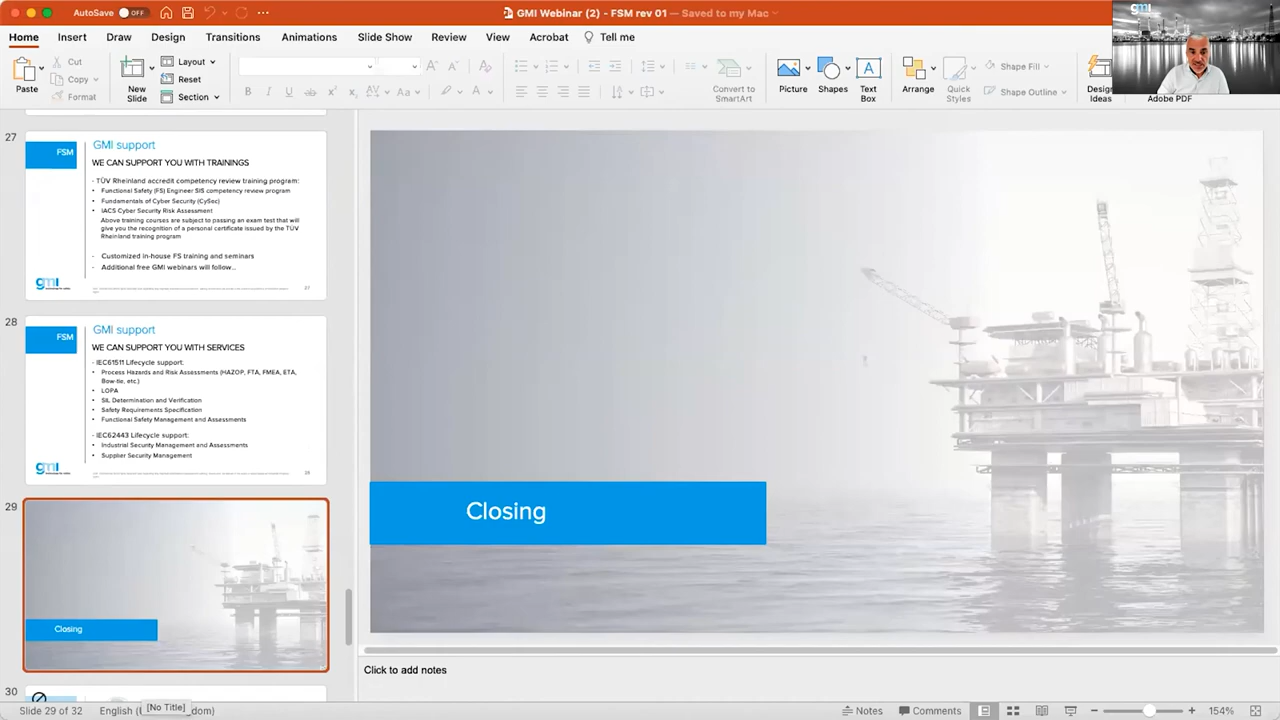 AutoSave OFF
GMI Webinar (2) - FSM rev 01 — Saved to my Mac
gmi
Home Insert Draw Design Transitions Animations Slide Show Review View Acrobat Tell me
Paste
Cut
Copy
Format
New
Slide
Layout
Reset
Section
Convert to
SmartArt
Picture
Shapes
Text
Box
Arrange
Quick
Styles
Shape Fill
Shape Outline
Design
Ideas
Adobe PDF
27
FSM
GMI support
WE CAN SUPPORT YOU WITH TRAININGS
- TÜV Rheinland accredit competency review training program:
• Functional Safety (FS) Engineer SIS competency review program
• Fundamentals of Cyber Security (CySec)
• IACS Cyber Security Risk Assessment
Above training courses are subject to passing an exam test that will
give you the recognition of a personal certificate issued by the TÜV
Rheinland training program
- Customized in-house FS training and seminars
- Additional free GMI webinars will follow..
gmi
27
28
FSM
GMI support
WE CAN SUPPORT YOU WITH SERVICES
- IEC61511 Lifecycle support:
• Process Hazards and Risk Assessments (HAZOP, FTA, FMEA, ETA,
Bow-tie, etc.)
• LOPA
• SIL Determination and Verification
• Safety Requirements Specification
• Functional Safety Management and Assessments
- IEC62443 Lifecycle support:
• Industrial Security Management and Assessments
• Supplier Security Management
gmi
28
29
Closing
30
Closing
Click to add notes
Slide 29 of 32 English (U
[No Title]
dom)
Notes Comments 154%